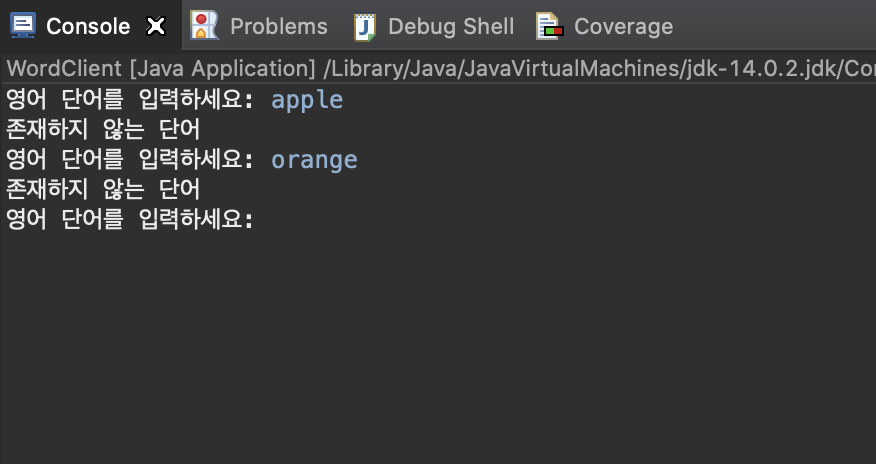 Console Problems Debug Shell Coverage
WordClient [Java Application] /Library/Java/JavaVirtualMachines/jdk-14.0.2.jdk/Co
영어 단어를 입력하세요: apple
존재하지 않는 단어
영어 단어를 입력하세요: orange
존재하지 않는 단어
영어 단어를 입력하세요: